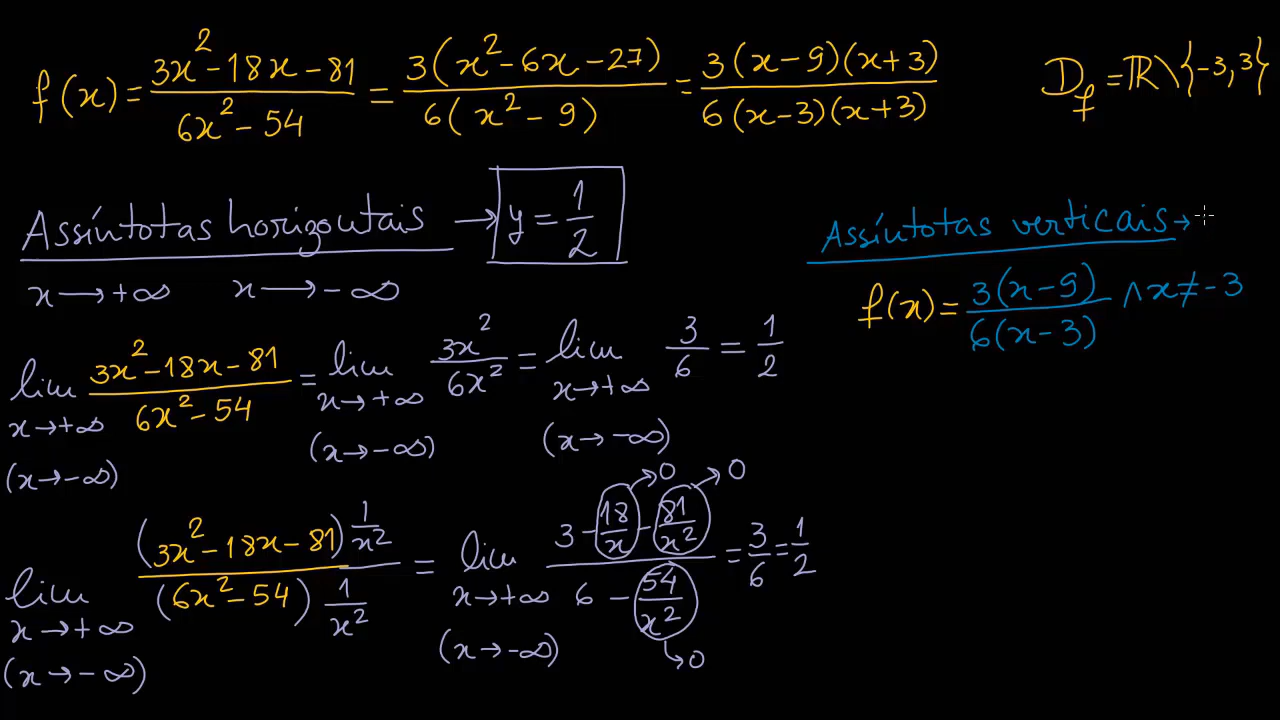 f(x) = (3x² - 18x - 81)/(6x² - 54) = 3(x² - 6x - 27)/6(x² - 9) = 3(x - 9)(x + 3)/6(x - 3)(x + 3)
D_f = ℝ\{-3, 3}
Assíntotas horizontais → y = 1/2
x → +∞ x → -∞
lim x → +∞ (x → -∞) (3x² - 18x - 81)/(6x² - 54) = lim x → +∞ (x → -∞) 3x²/6x² = lim x → +∞ (x → -∞) 3/6 = 1/2
lim x → +∞ (x → -∞) (3x² - 18x - 81) 1/x² / (6x² - 54) 1/x² = lim x → +∞ (x → -∞) (3 - 18/x → 0 - 81/x² → 0)/(6 - 54/x² → 0) = 3/6 = 1/2
Assíntotas verticais →
f(x) = 3(x - 9)/6(x - 3) ∧ x ≠ -3